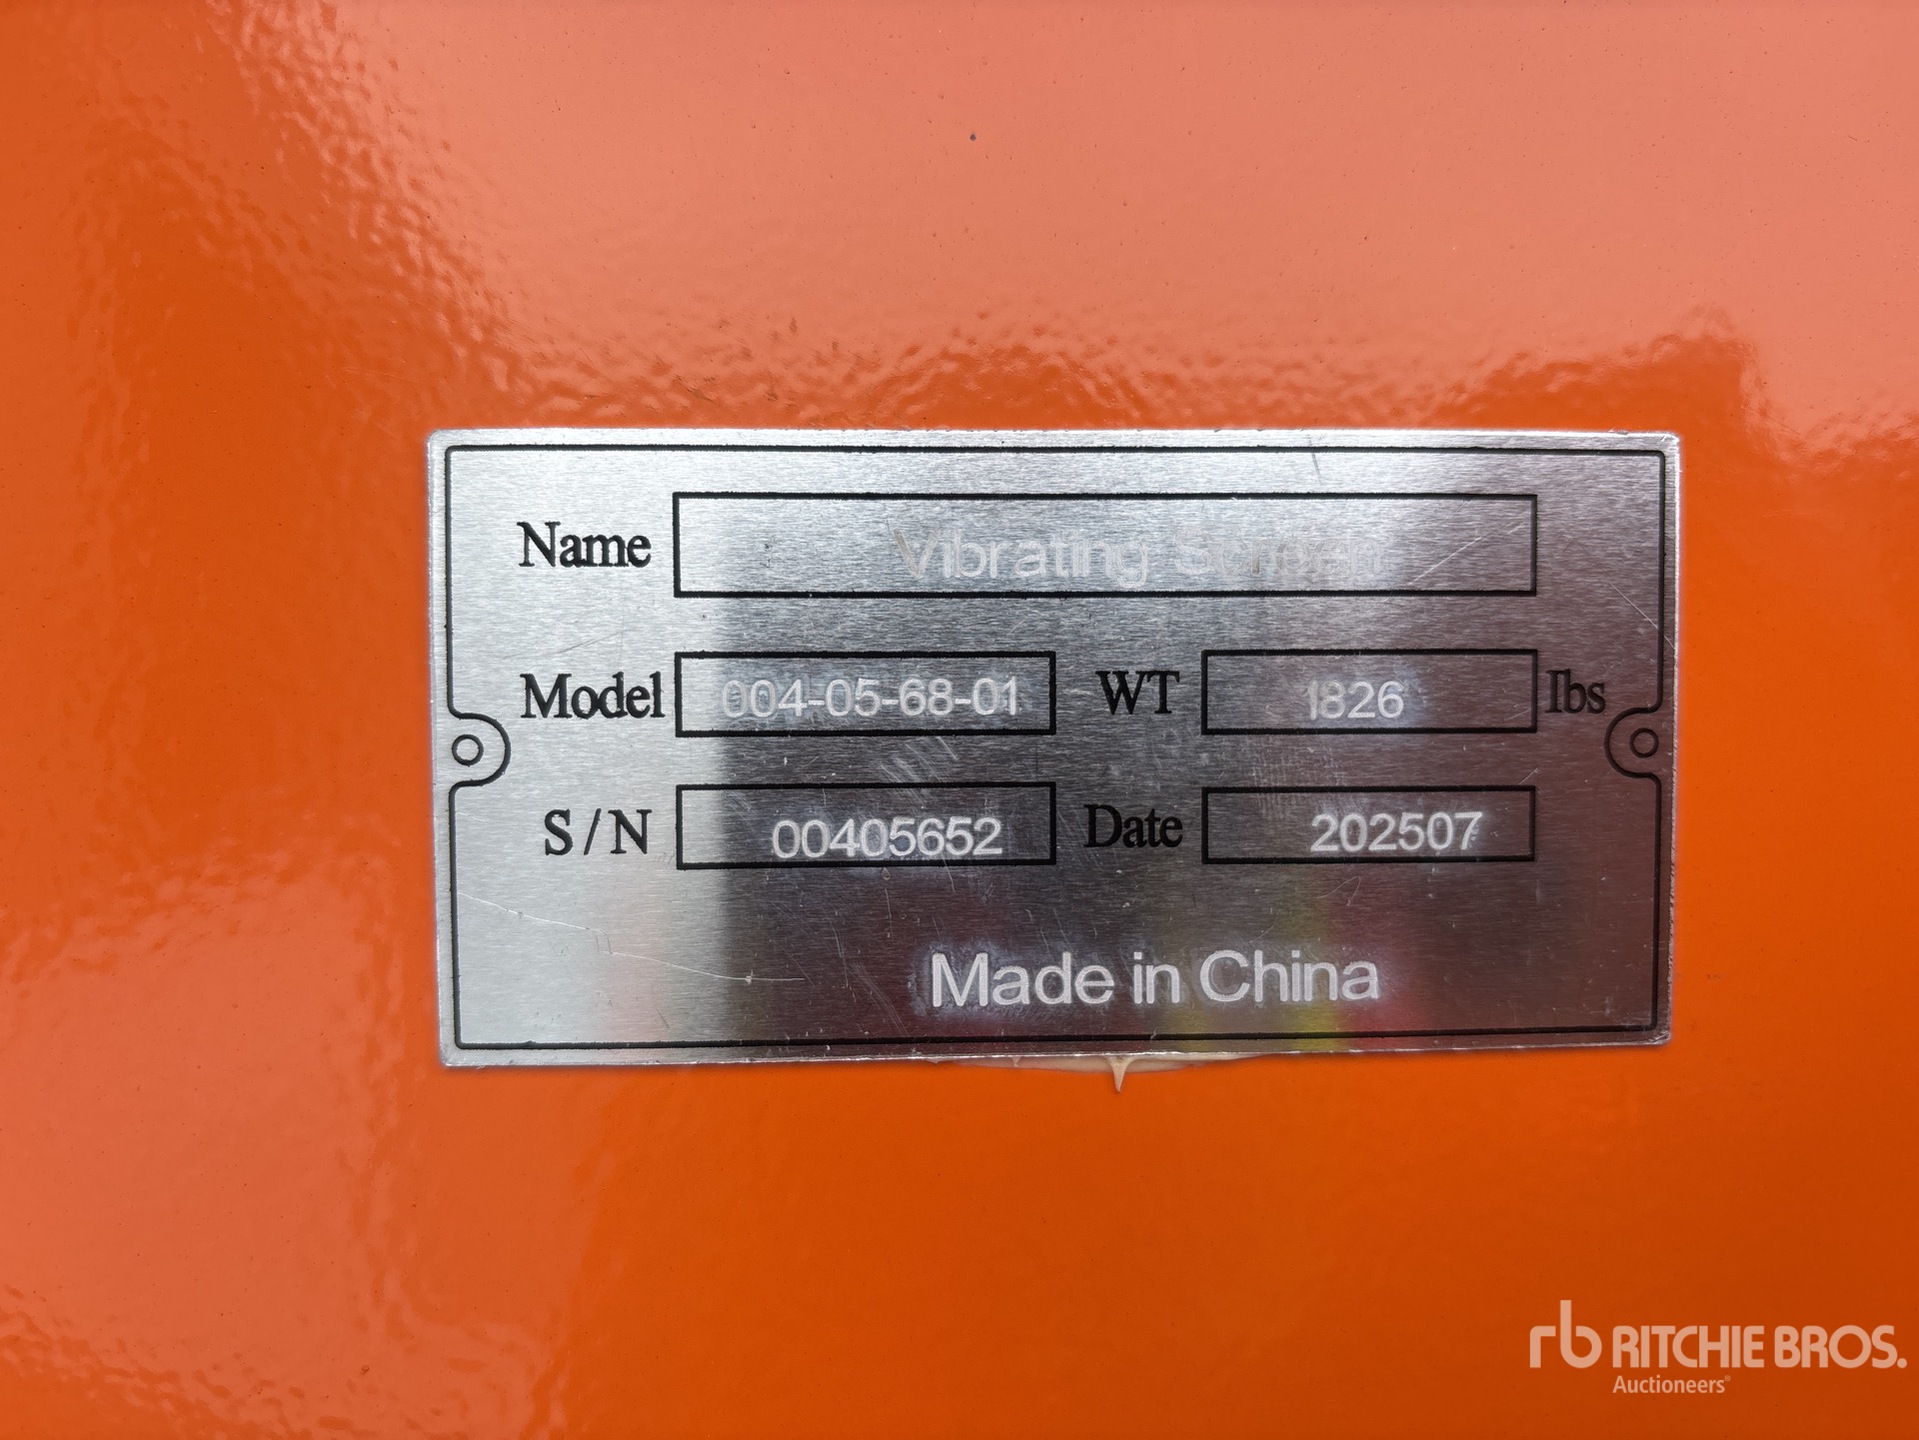 Name Vibrating Screen
Model 004-05-68-01 WT 1826 lbs
S/N 00405652 Date 202507
Made in China
rb RITCHIE BROS.
Auctioneers®